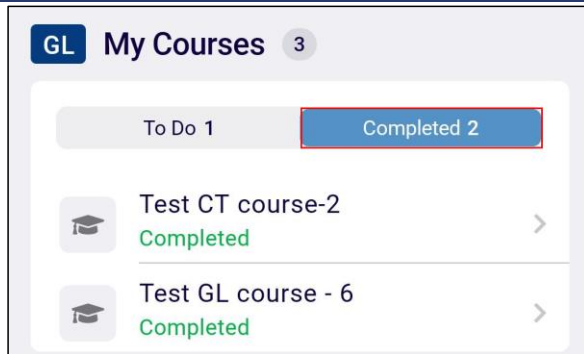 GL My Courses 3
To Do 1 Completed 2
Test CT course-2
Completed
Test GL course - 6
Completed